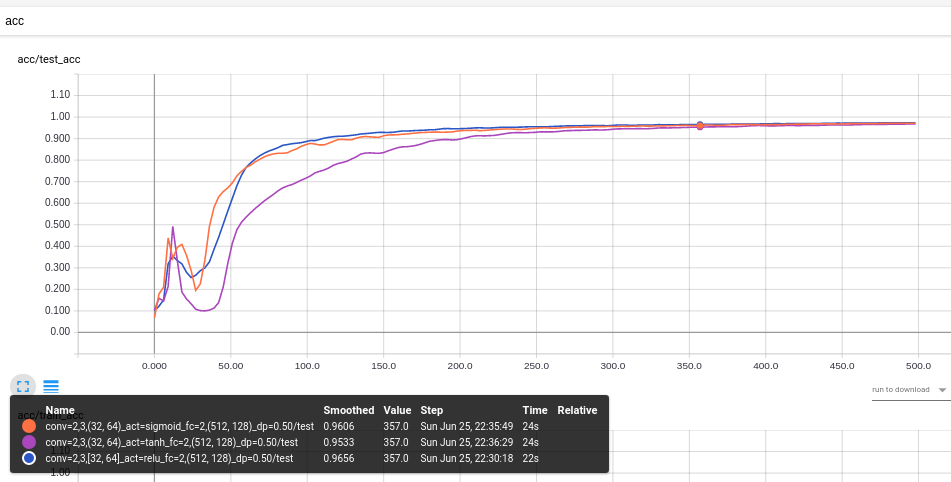 acc
acc/test_acc
1.10
1.00
0.900
0.800
0.700
0.600
0.500
0.400
0.300
0.200
0.100
0.00
0.000 50.00 100.0 150.0 200.0 250.0 300.0 350.0 400.0 450.0 500.0
run to download
acc/train_acc
Name Smoothed Value Step Time Relative
conv=2,3,(32, 64)_act=sigmoid_fc=2,(512, 128)_dp=0.50/test 0.9606 357.0 Sun Jun 25, 22:35:49 24s
conv=2,3,(32, 64)_act=tanh_fc=2,(512, 128)_dp=0.50/test 0.9533 357.0 Sun Jun 25, 22:36:29 24s
conv=2,3,[32, 64]_act=relu_fc=2,(512, 128)_dp=0.50/test 0.9656 357.0 Sun Jun 25, 22:30:18 22s
1.00